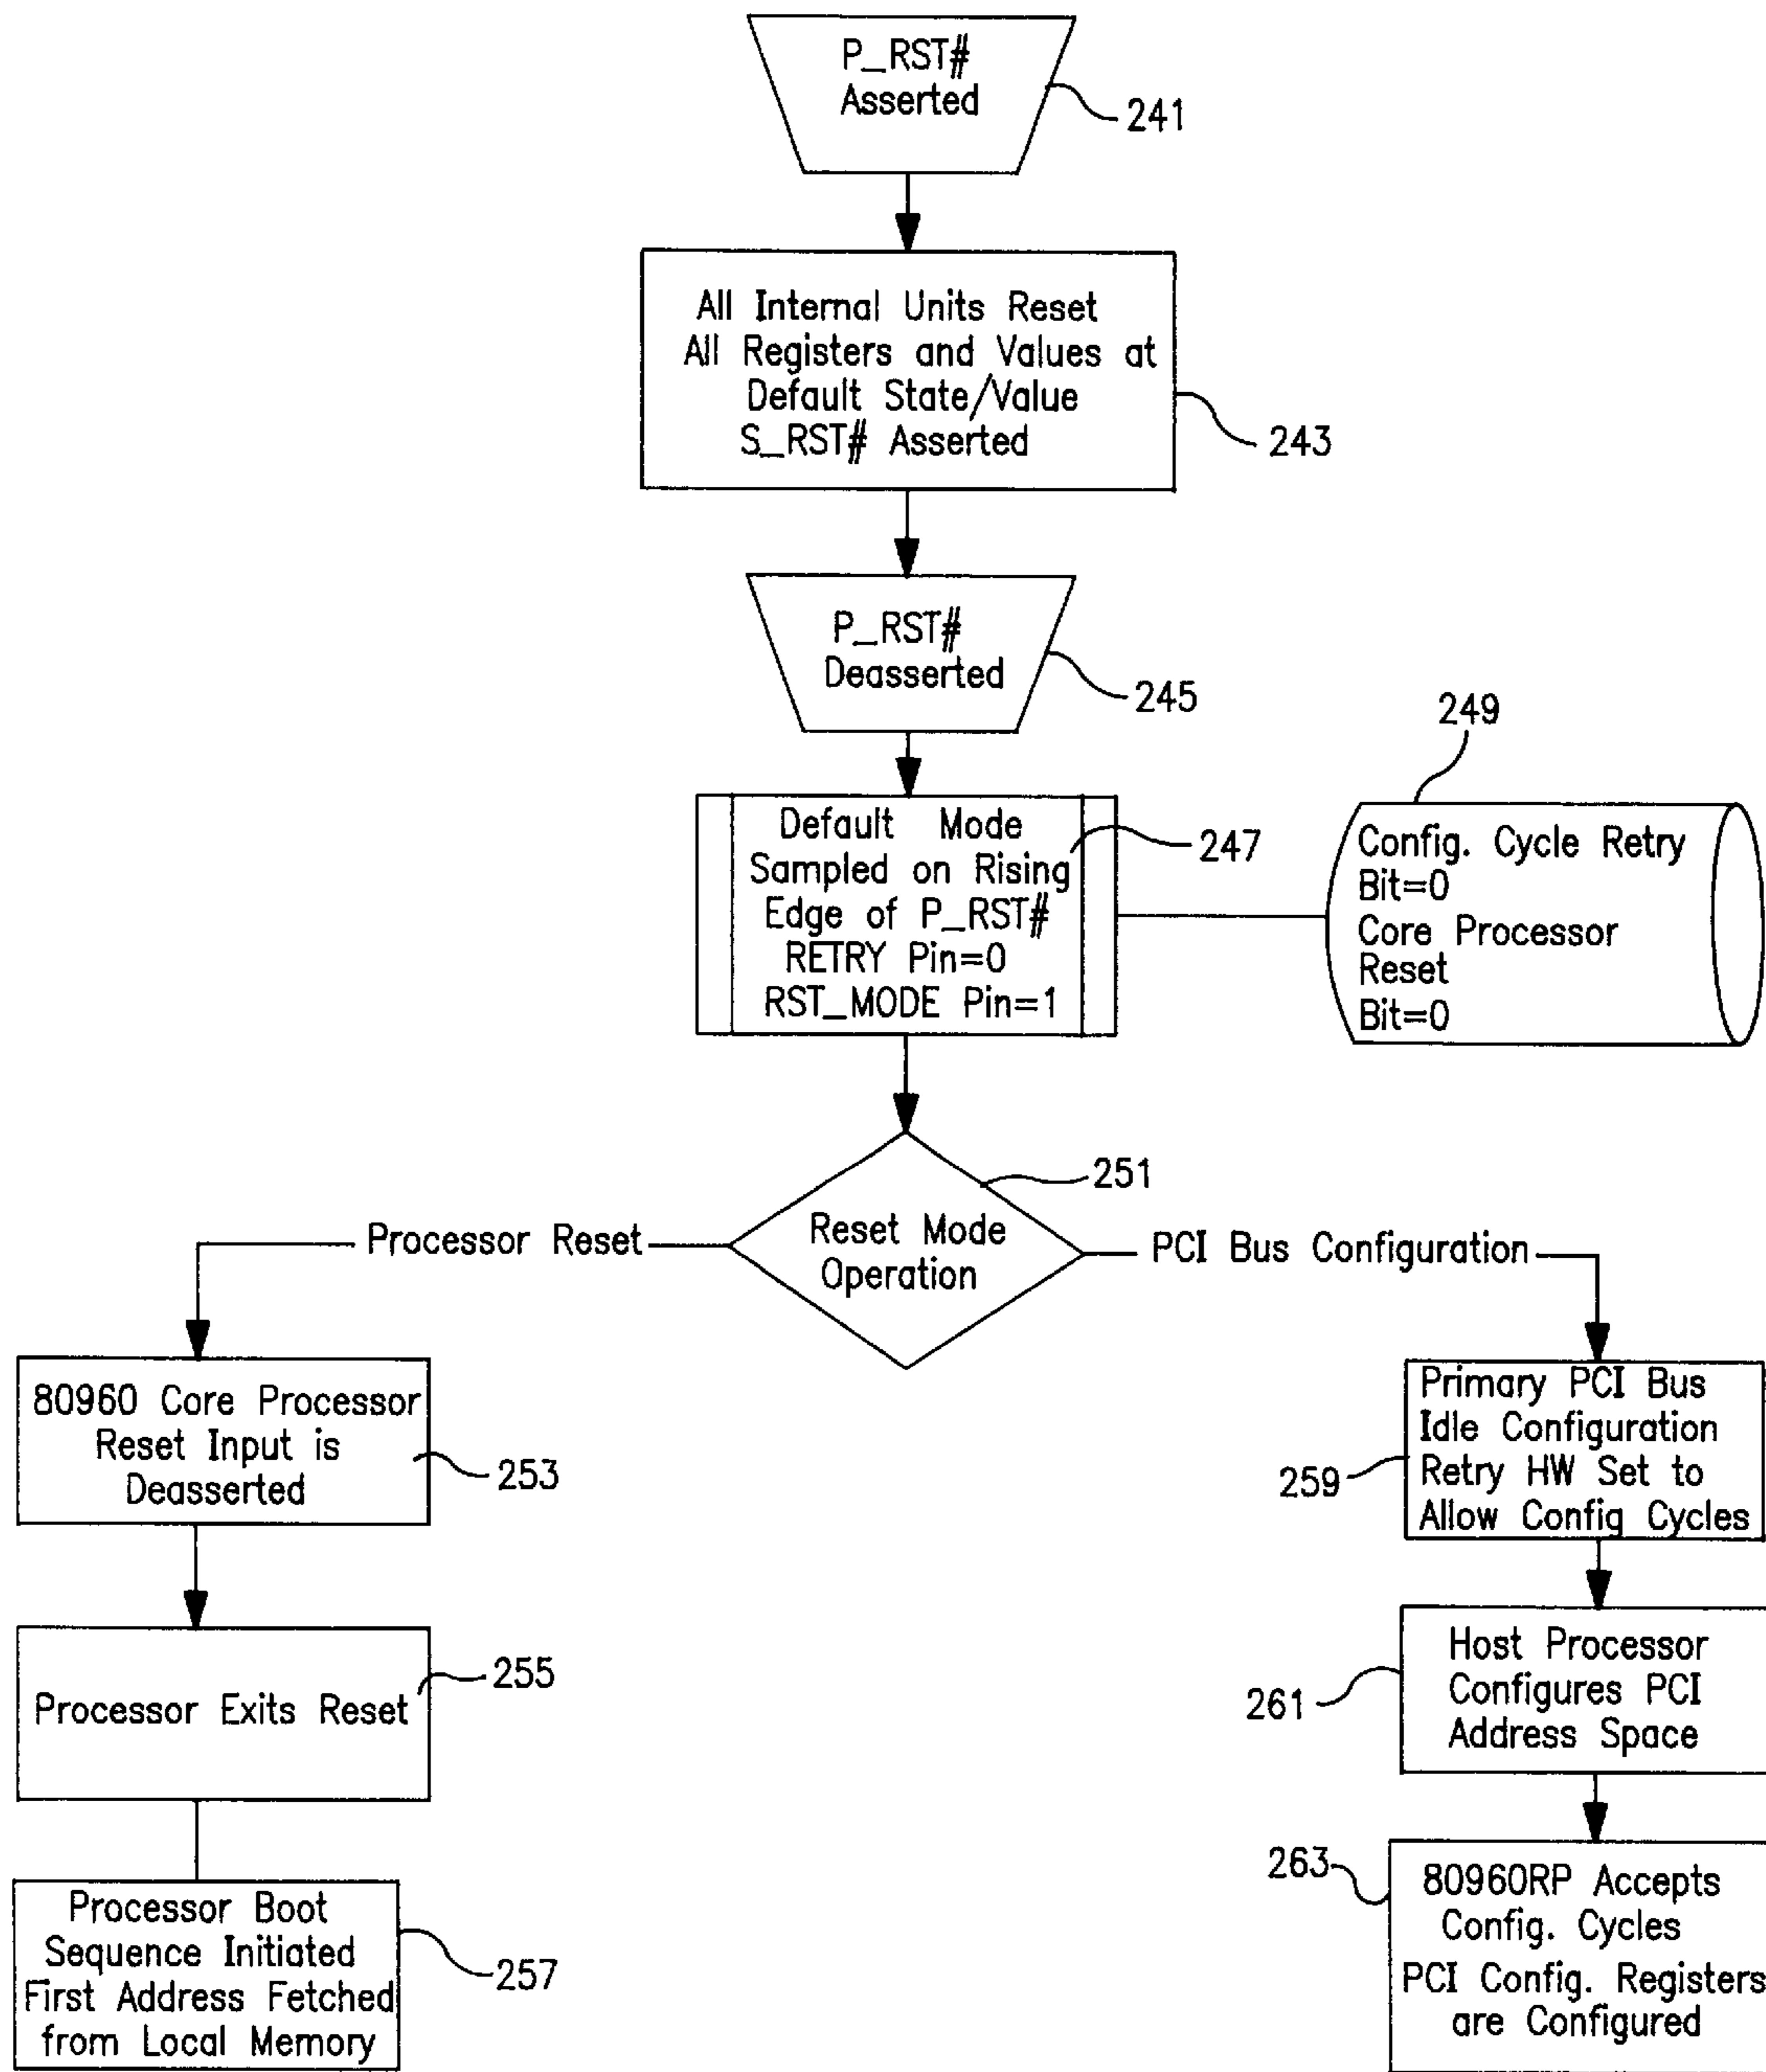 P_RST#
Asserted
241
All Internal Units Reset
All Registers and Values at
Default State/Value
S_RST# Asserted
243
P_RST#
Deasserted
245
Default Mode
Sampled on Rising
Edge of P_RST#
RETRY Pin=0
RST_MODE Pin=1
247
249
Config. Cycle Retry
Bit=0
Core Processor
Reset
Bit=0
251
Reset Mode
Operation
Processor Reset
PCI Bus Configuration
80960 Core Processor
Reset Input is
Deasserted
253
Processor Exits Reset
255
Processor Boot
Sequence Initiated
First Address Fetched
from Local Memory
257
Primary PCI Bus
Idle Configuration
Retry HW Set to
Allow Config Cycles
259
Host Processor
Configures PCI
Address Space
261
263
80960RP Accepts
Config. Cycles
PCI Config. Registers
are Configured